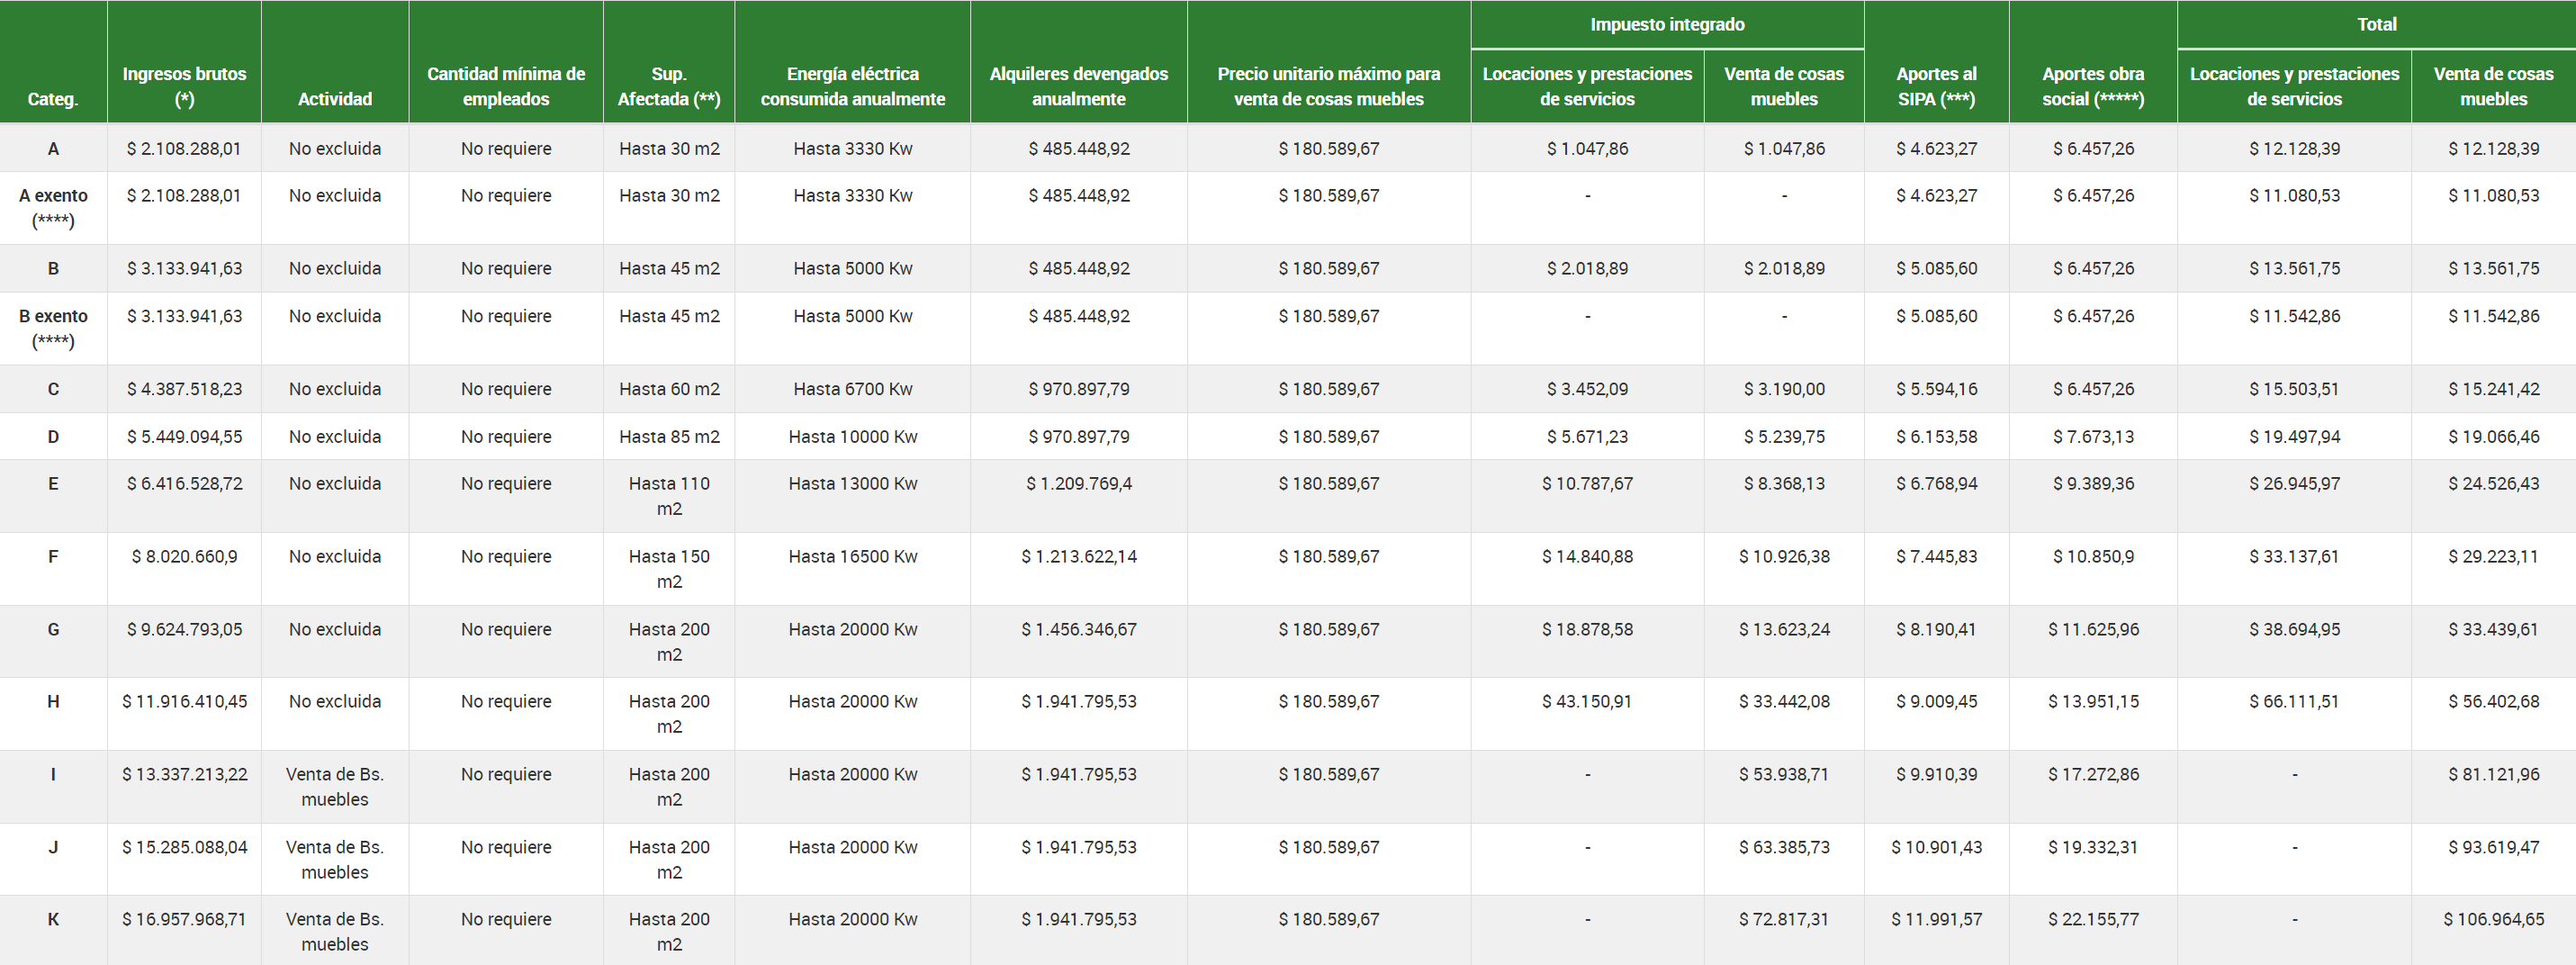 Impuesto integrado Total
Categ. Ingresos brutos (*) Actividad Cantidad mínima de empleados Sup. Afectada (**) Energía eléctrica consumida anualmente Alquileres devengados anualmente Precio unitario máximo para venta de cosas muebles Locaciones y prestaciones de servicios Venta de cosas muebles Aportes al SIPA (***) Aportes obra social (*****) Locaciones y prestaciones de servicios Venta de cosas muebles
A $ 2.108.288,01 No excluida No requiere Hasta 30 m2 Hasta 3330 Kw $ 485.448,92 $ 180.589,67 $ 1.047,86 $ 1.047,86 $ 4.623,27 $ 6.457,26 $ 12.128,39 $ 12.128,39
A exento (****) $ 2.108.288,01 No excluida No requiere Hasta 30 m2 Hasta 3330 Kw $ 485.448,92 $ 180.589,67 - - $ 4.623,27 $ 6.457,26 $ 11.080,53 $ 11.080,53
B $ 3.133.941,63 No excluida No requiere Hasta 45 m2 Hasta 5000 Kw $ 485.448,92 $ 180.589,67 $ 2.018,89 $ 2.018,89 $ 5.085,60 $ 6.457,26 $ 13.561,75 $ 13.561,75
B exento (****) $ 3.133.941,63 No excluida No requiere Hasta 45 m2 Hasta 5000 Kw $ 485.448,92 $ 180.589,67 - - $ 5.085,60 $ 6.457,26 $ 11.542,86 $ 11.542,86
C $ 4.387.518,23 No excluida No requiere Hasta 60 m2 Hasta 6700 Kw $ 970.897,79 $ 180.589,67 $ 3.452,09 $ 3.190,00 $ 5.594,16 $ 6.457,26 $ 15.503,51 $ 15.241,42
D $ 5.449.094,55 No excluida No requiere Hasta 85 m2 Hasta 10000 Kw $ 970.897,79 $ 180.589,67 $ 5.671,23 $ 5.239,75 $ 6.153,58 $ 7.673,13 $ 19.497,94 $ 19.066,46
E $ 6.416.528,72 No excluida No requiere Hasta 110 m2 Hasta 13000 Kw $ 1.209.769,4 $ 180.589,67 $ 10.787,67 $ 8.368,13 $ 6.768,94 $ 9.389,36 $ 26.945,97 $ 24.526,43
F $ 8.020.660,9 No excluida No requiere Hasta 150 m2 Hasta 16500 Kw $ 1.213.622,14 $ 180.589,67 $ 14.840,88 $ 10.926,38 $ 7.445,83 $ 10.850,9 $ 33.137,61 $ 29.223,11
G $ 9.624.793,05 No excluida No requiere Hasta 200 m2 Hasta 20000 Kw $ 1.456.346,67 $ 180.589,67 $ 18.878,58 $ 13.623,24 $ 8.190,41 $ 11.625,96 $ 38.694,95 $ 33.439,61
H $ 11.916.410,45 No excluida No requiere Hasta 200 m2 Hasta 20000 Kw $ 1.941.795,53 $ 180.589,67 $ 43.150,91 $ 33.442,08 $ 9.009,45 $ 13.951,15 $ 66.111,51 $ 56.402,68
I $ 13.337.213,22 Venta de Bs. muebles No requiere Hasta 200 m2 Hasta 20000 Kw $ 1.941.795,53 $ 180.589,67 - $ 53.938,71 $ 9.910,39 $ 17.272,86 - $ 81.121,96
J $ 15.285.088,04 Venta de Bs. muebles No requiere Hasta 200 m2 Hasta 20000 Kw $ 1.941.795,53 $ 180.589,67 - $ 63.385,73 $ 10.901,43 $ 19.332,31 - $ 93.619,47
K $ 16.957.968,71 Venta de Bs. muebles No requiere Hasta 200 m2 Hasta 20000 Kw $ 1.941.795,53 $ 180.589,67 - $ 72.817,31 $ 11.991,57 $ 22.155,77 - $ 106.964,65